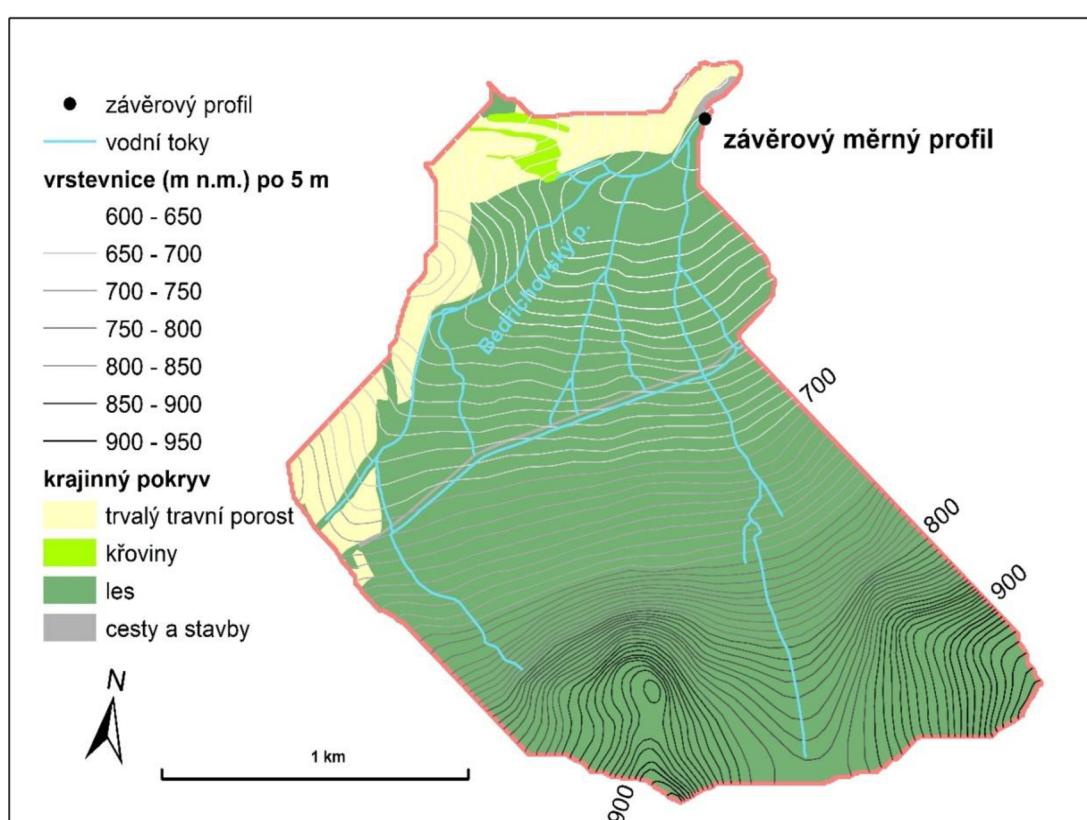 závěrový profil
vodní toky
vrstevnice (m n.m.) po 5 m
600 - 650
650 - 700
700 - 750
750 - 800
800 - 850
850 - 900
900 - 950
krajinný pokryv
trvalý travní porost
křoviny
les
cesty a stavby
N
1 km
závěrový měrný profil
Bedřichovský p.
700
800
900
900